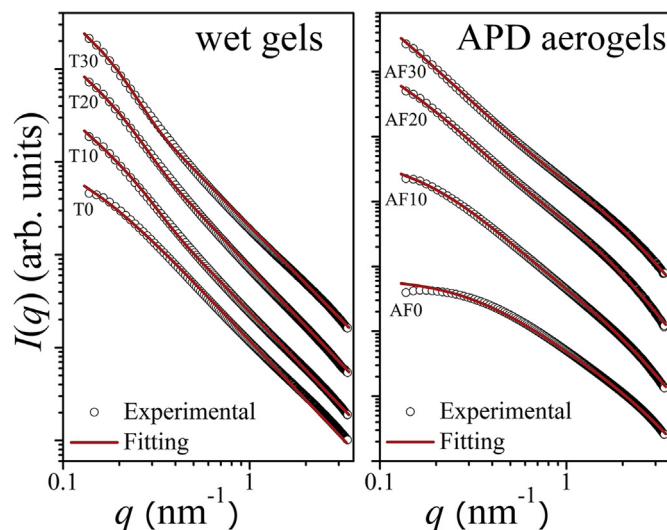 wet gels
T30
T20
T10
T0
I(q) (arb. units)
Experimental
Fitting
0.1
1
q (nm⁻¹)
APD aerogels
AF30
AF20
AF10
AF0
Experimental
Fitting
0.1
1
q (nm⁻¹)